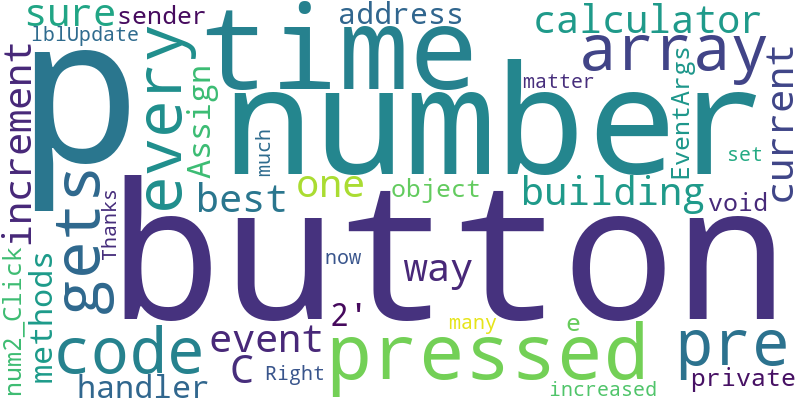 sure
sender
address
calculator
lblUpdate
time
array
every
increment
p
number
matter
EventArgs
current
Assign
much
set
gets
best
one
object
building
void
Thanks
button
now
way
num2_Click
methods
code
2'
many
e
event
pressed
pre
C
Right
handler
increased
private